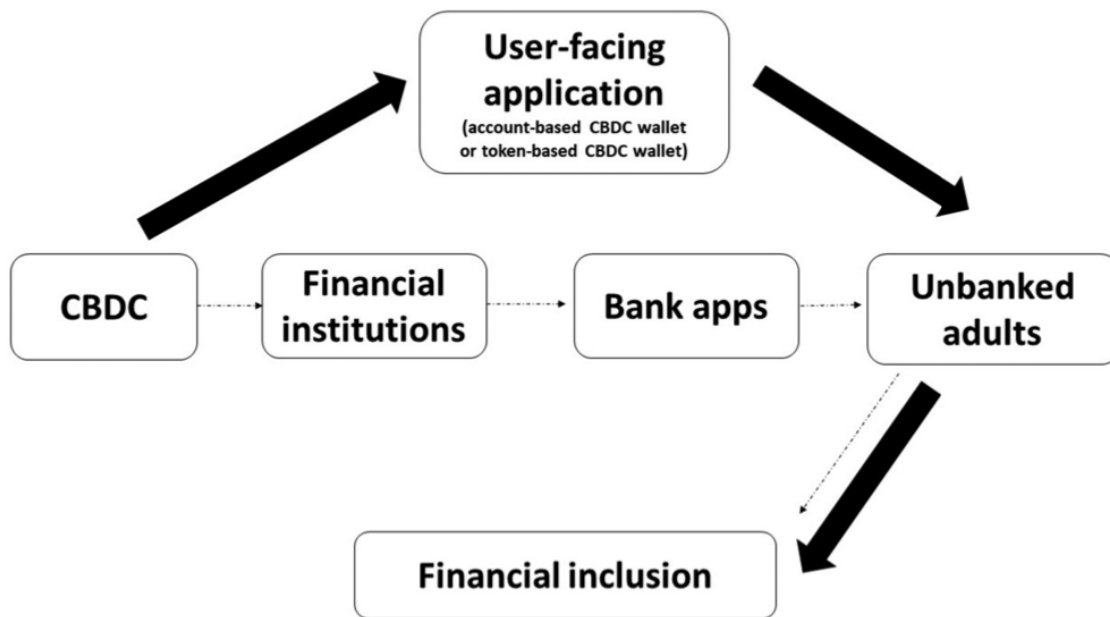 User-facing
application
(account-based CBDC wallet
or token-based CBDC wallet)
CBDC
Financial
institutions
Bank apps
Unbanked
adults
Financial inclusion